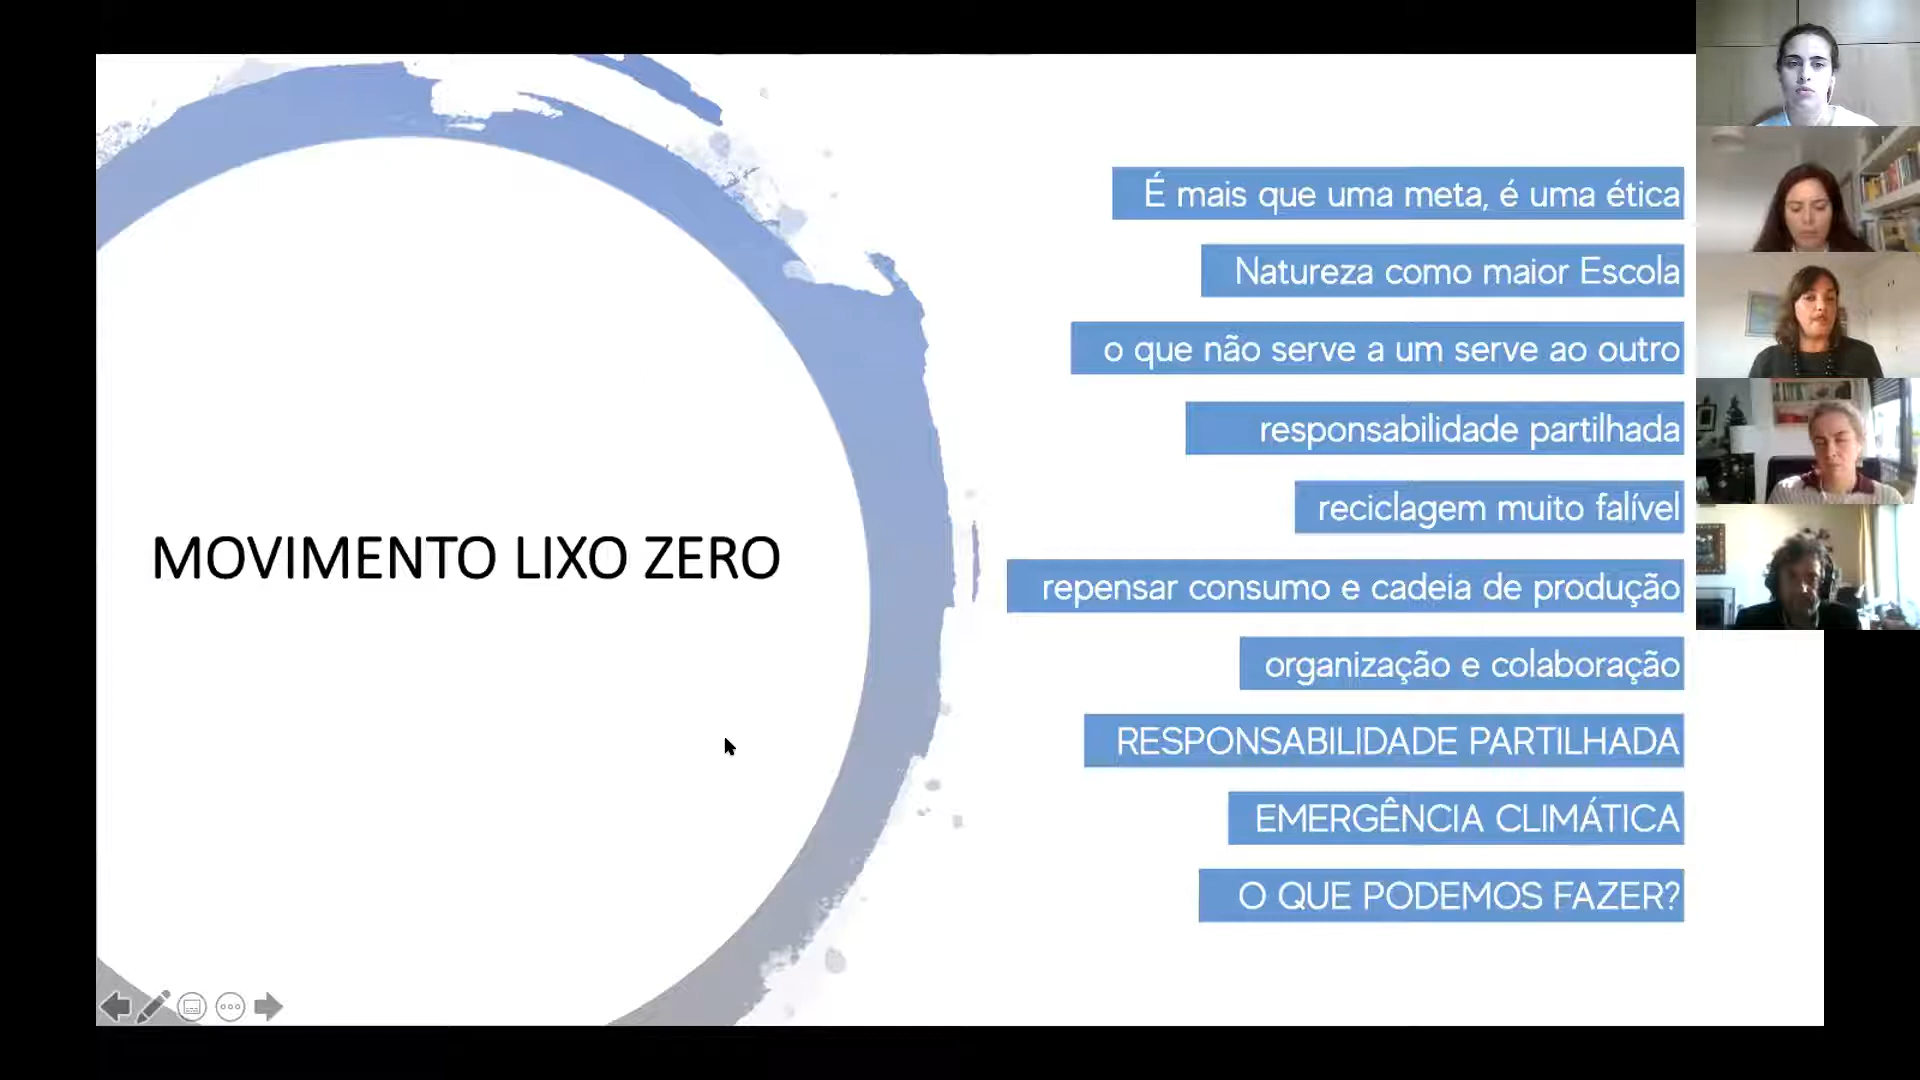 MOVIMENTO LIXO ZERO
É mais que uma meta, é uma ética
Natureza como maior Escola
o que não serve a um serve ao outro
responsabilidade partilhada
reciclagem muito falível
repensar consumo e cadeia de produção
organização e colaboração
RESPONSABILIDADE PARTILHADA
EMERGÊNCIA CLIMÁTICA
O QUE PODEMOS FAZER?